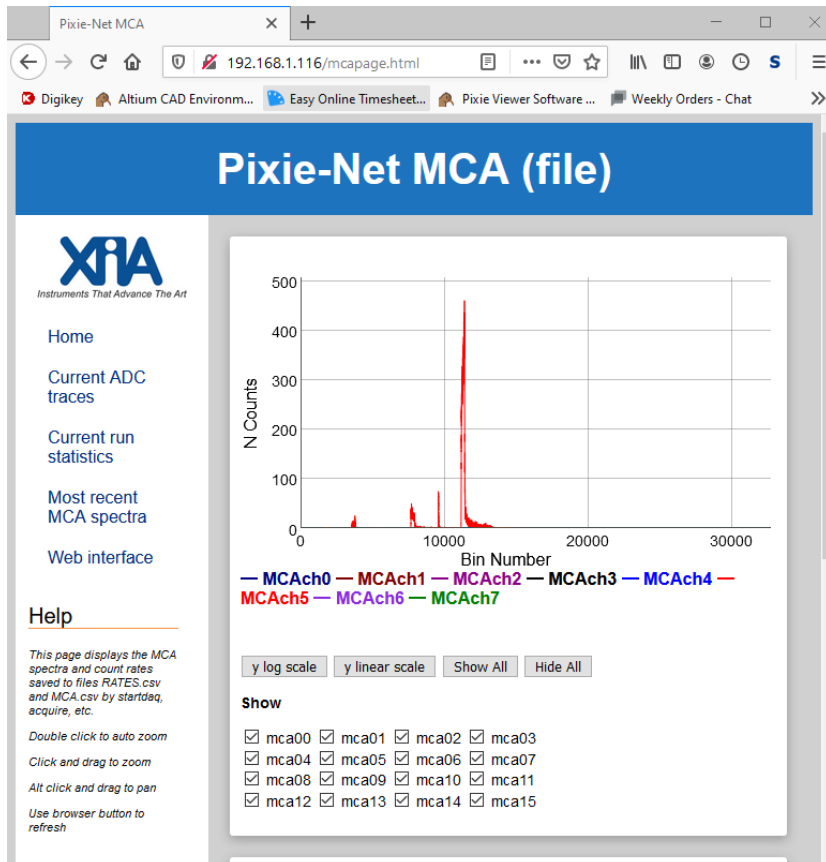 Pixie-Net MCA
192.168.1.116/mcapage.html
S
Digikey
Altium CAD Environm...
Easy Online Timesheet...
Pixie Viewer Software ...
Weekly Orders - Chat
Pixie-Net MCA (file)
XIA
Instruments That Advance The Art
Home
Current ADC
traces
Current run
statistics
Most recent
MCA spectra
Web interface
Help
This page displays the MCA
spectra and count rates
saved to files RATES.csv
and MCA.csv by startdaq,
acquire, etc.
Double click to auto zoom
Click and drag to zoom
Alt click and drag to pan
Use browser button to
refresh
500
400
300
200
100
0
N Counts
0 10000 20000 30000
Bin Number
— MCAch0 — MCAch1 — MCAch2 — MCAch3 — MCAch4 —
MCAch5 — MCAch6 — MCAch7
y log scale
y linear scale
Show All
Hide All
Show
mca00 mca01 mca02 mca03
mca04 mca05 mca06 mca07
mca08 mca09 mca10 mca11
mca12 mca13 mca14 mca15